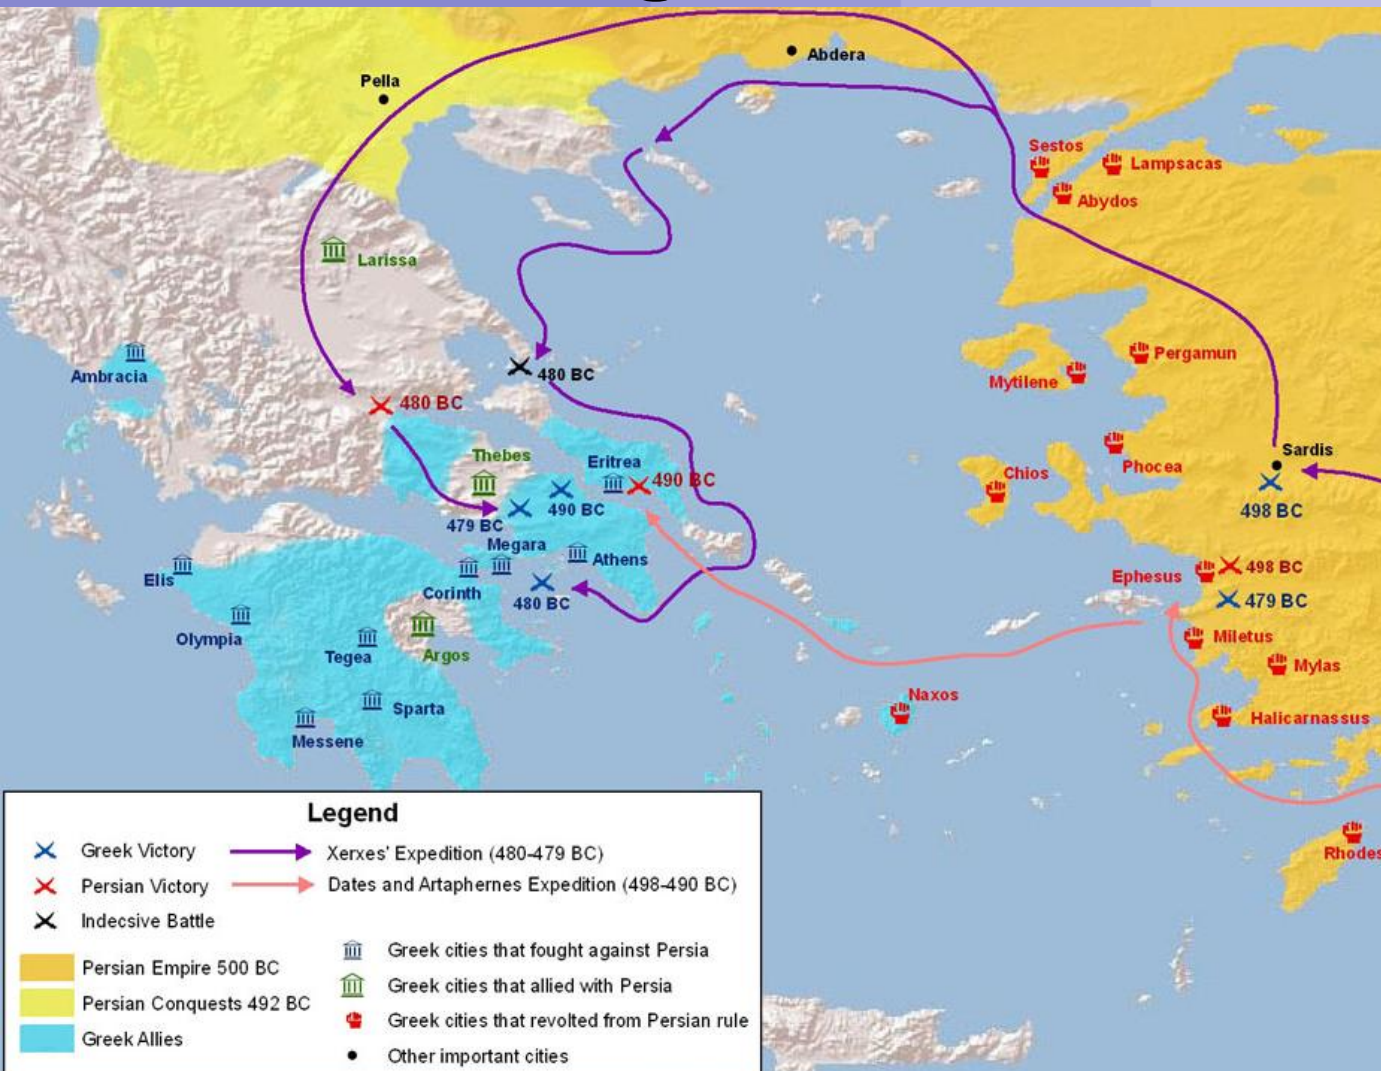 Abdera
Pella
Sestos
Lampsacas
Abydos
Larissa
Pergamun
Ambracia
480 BC
Mytilene
480 BC
Sardis
Thebes
Eritrea
Phocea
Chios
490 BC
490 BC
498 BC
479 BC
Megara
Athens
498 BC
Elis
Ephesus
Corinth
480 BC
479 BC
Olympia
Miletus
Tegea
Argos
Mylas
Naxos
Sparta
Halicarnassus
Messene
Rhodes
Legend
Greek Victory
Xerxes' Expedition (480-479 BC)
Persian Victory
Dates and Artaphernes Expedition (498-490 BC)
Indecsive Battle
Greek cities that fought against Persia
Persian Empire 500 BC
Greek cities that allied with Persia
Persian Conquests 492 BC
Greek cities that revolted from Persian rule
Greek Allies
Other important cities